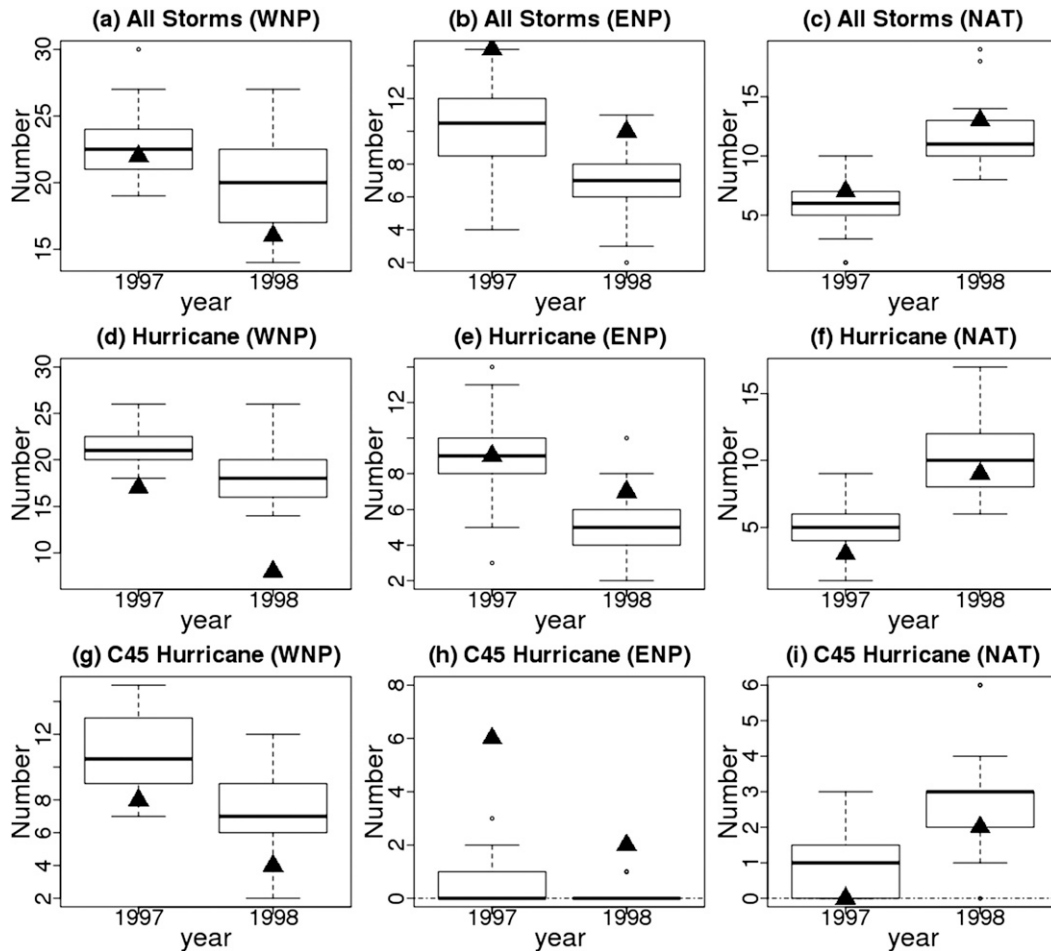 (a) All Storms (WNP)
Number
30
25
20
15
1997 1998
year
(b) All Storms (ENP)
Number
12
8
6
4
2
1997 1998
year
(c) All Storms (NAT)
Number
15
10
5
1997 1998
year
(d) Hurricane (WNP)
Number
30
25
20
15
10
1997 1998
year
(e) Hurricane (ENP)
Number
12
8
6
4
2
1997 1998
year
(f) Hurricane (NAT)
Number
15
10
5
1997 1998
year
(g) C45 Hurricane (WNP)
Number
12
8
6
4
2
1997 1998
year
(h) C45 Hurricane (ENP)
Number
8
6
4
2
0
1997 1998
year
(i) C45 Hurricane (NAT)
Number
6
5
4
3
2
1
0
1997 1998
year